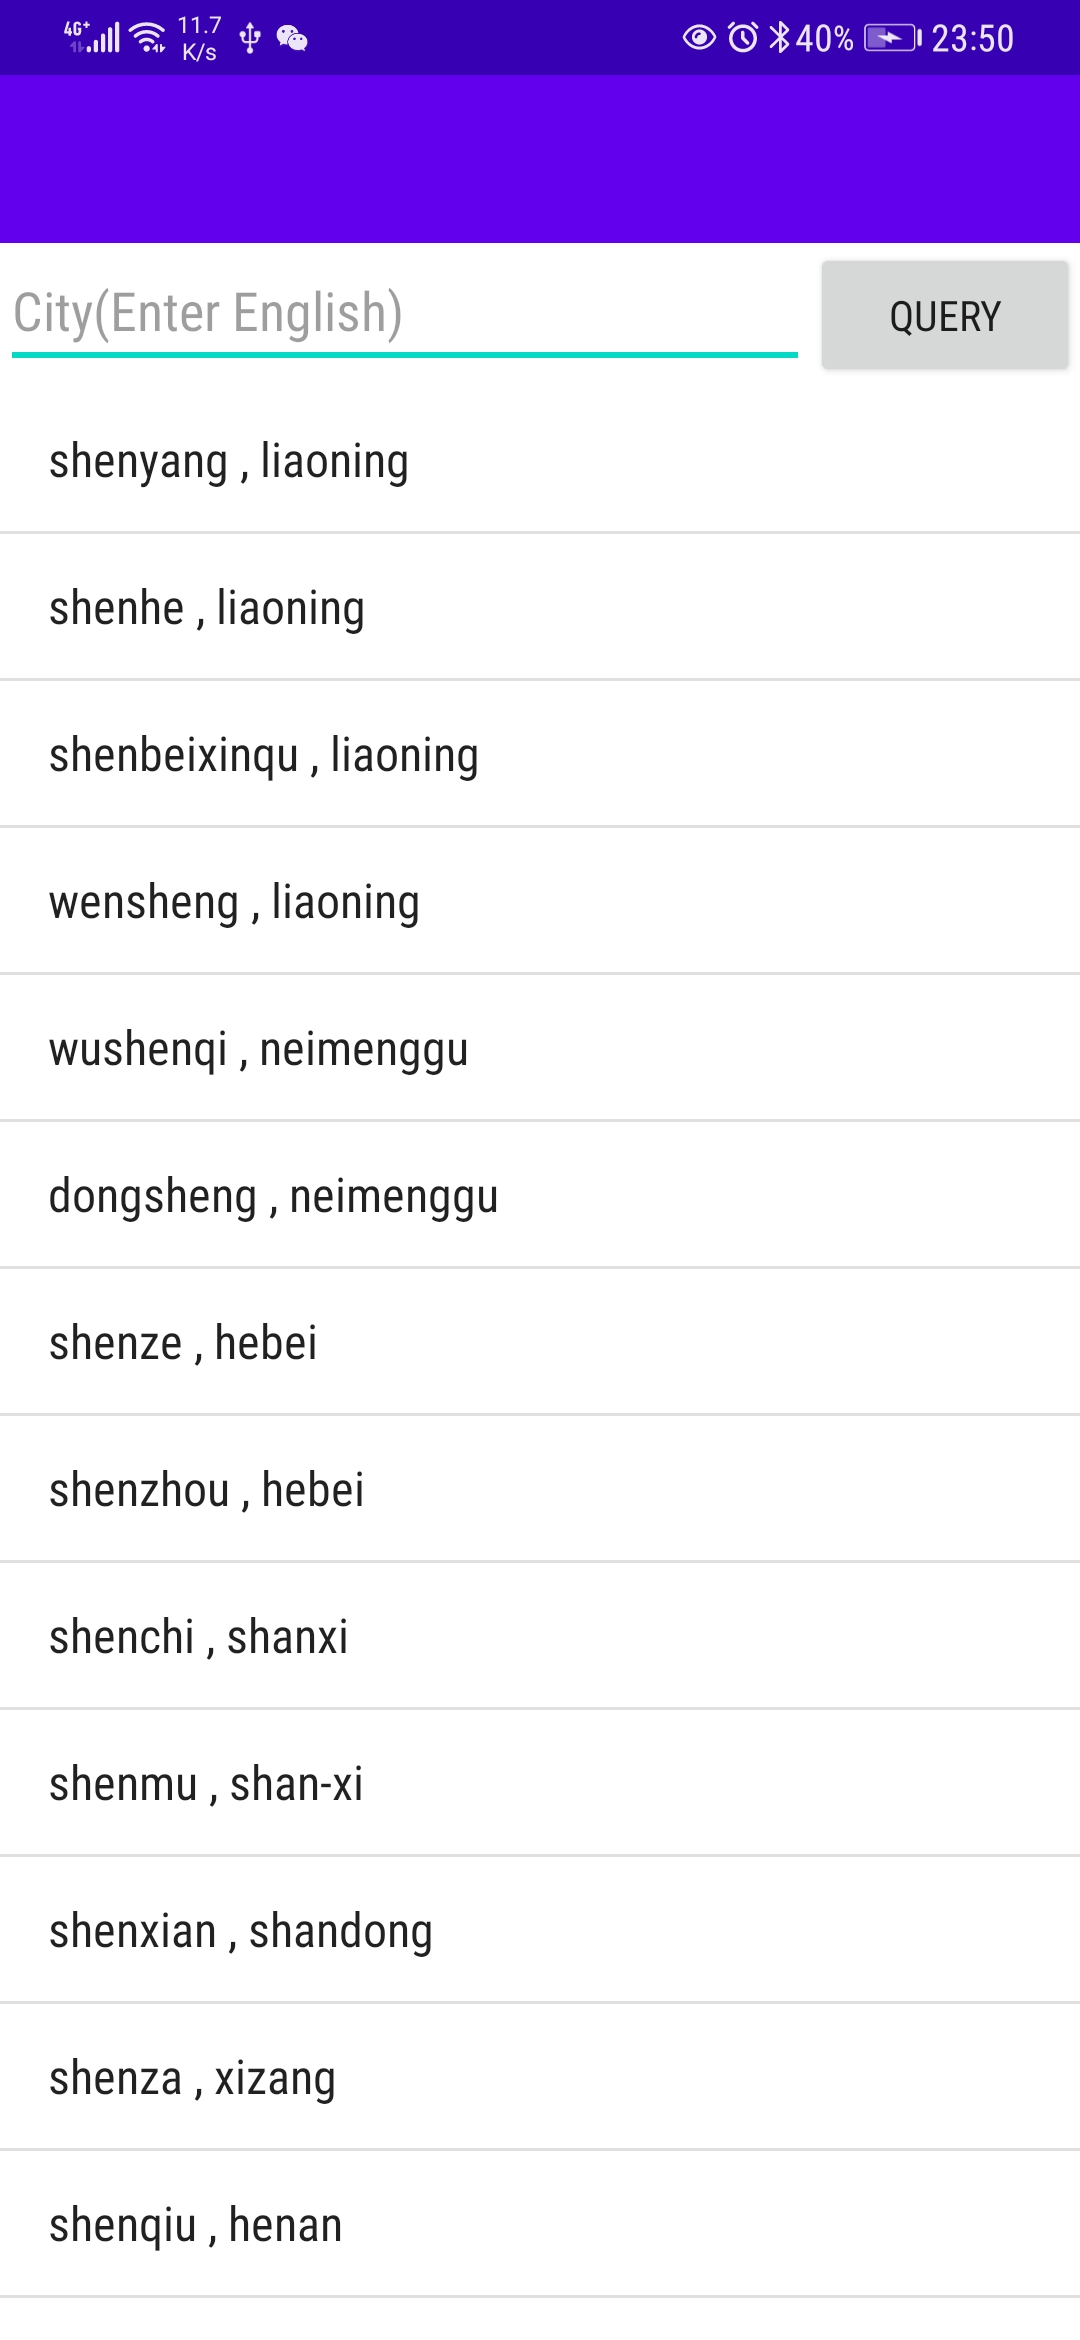 4G+ 11.7 K/s 40% 23:50
City(Enter English) QUERY
shenyang , liaoning
shenhe , liaoning
shenbeixinqu , liaoning
wensheng , liaoning
wushenqi , neimenggu
dongsheng , neimenggu
shenze , hebei
shenzhou , hebei
shenchi , shanxi
shenmu , shan-xi
shenxian , shandong
shenza , xizang
shenqiu , henan